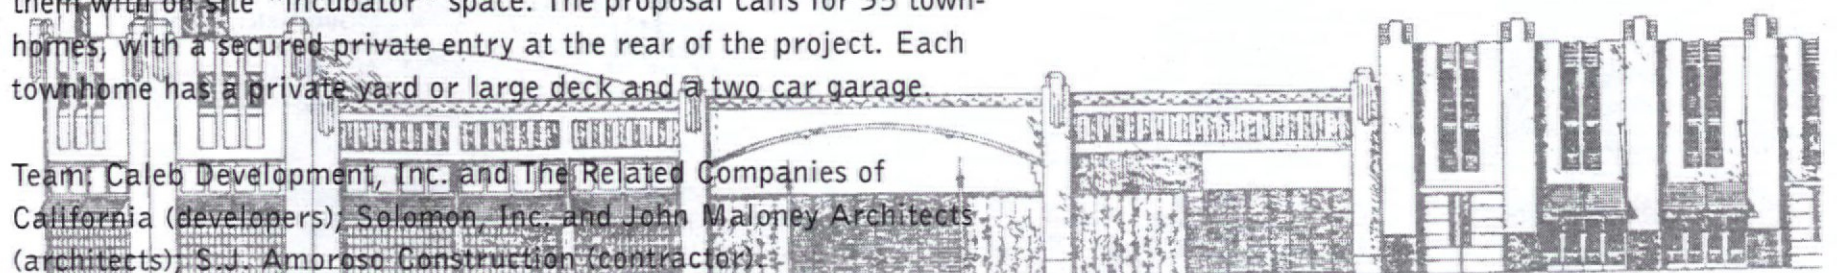 them with on site "incubator" space. The proposal calls for 55 town-
homes, with a secured private entry at the rear of the project. Each
townhome has a private yard or large deck and a two car garage.
Team: Caleb Development, Inc. and The Related Companies of
California (developers); Solomon, Inc. and John Maloney Architects
(architects); S.J. Amoroso Construction (contractor).